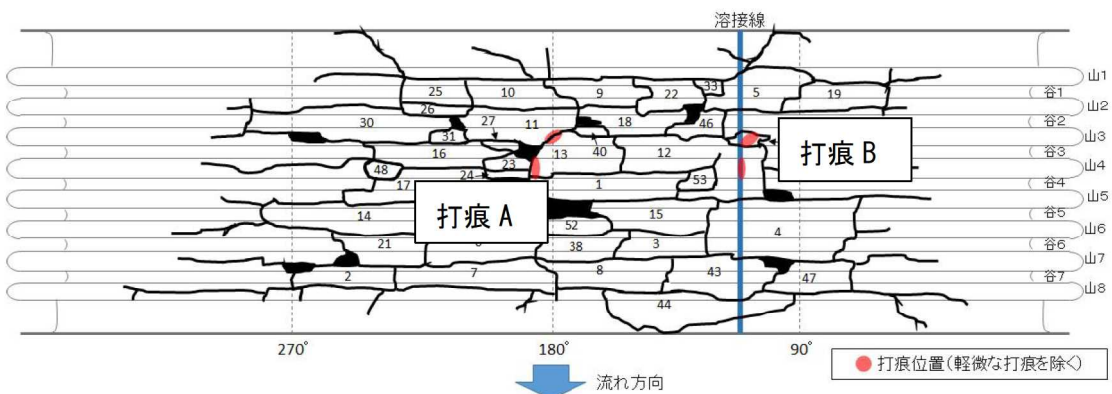 溶接線
山1
33
25 10 9 22 5 19 谷1
26 山2
27
30 11 18 46 谷2
31 山3
16 13 40 12 谷3
打痕B
23
48 24 山4
17 1 53 谷4
山5
打痕A
14 15 谷5
52 4 山6
21 38 3 谷6
山7
2 7 8 43 47 谷7
山8
44
270° 180° 90°
打痕位置(軽微な打痕を除く)
流れ方向